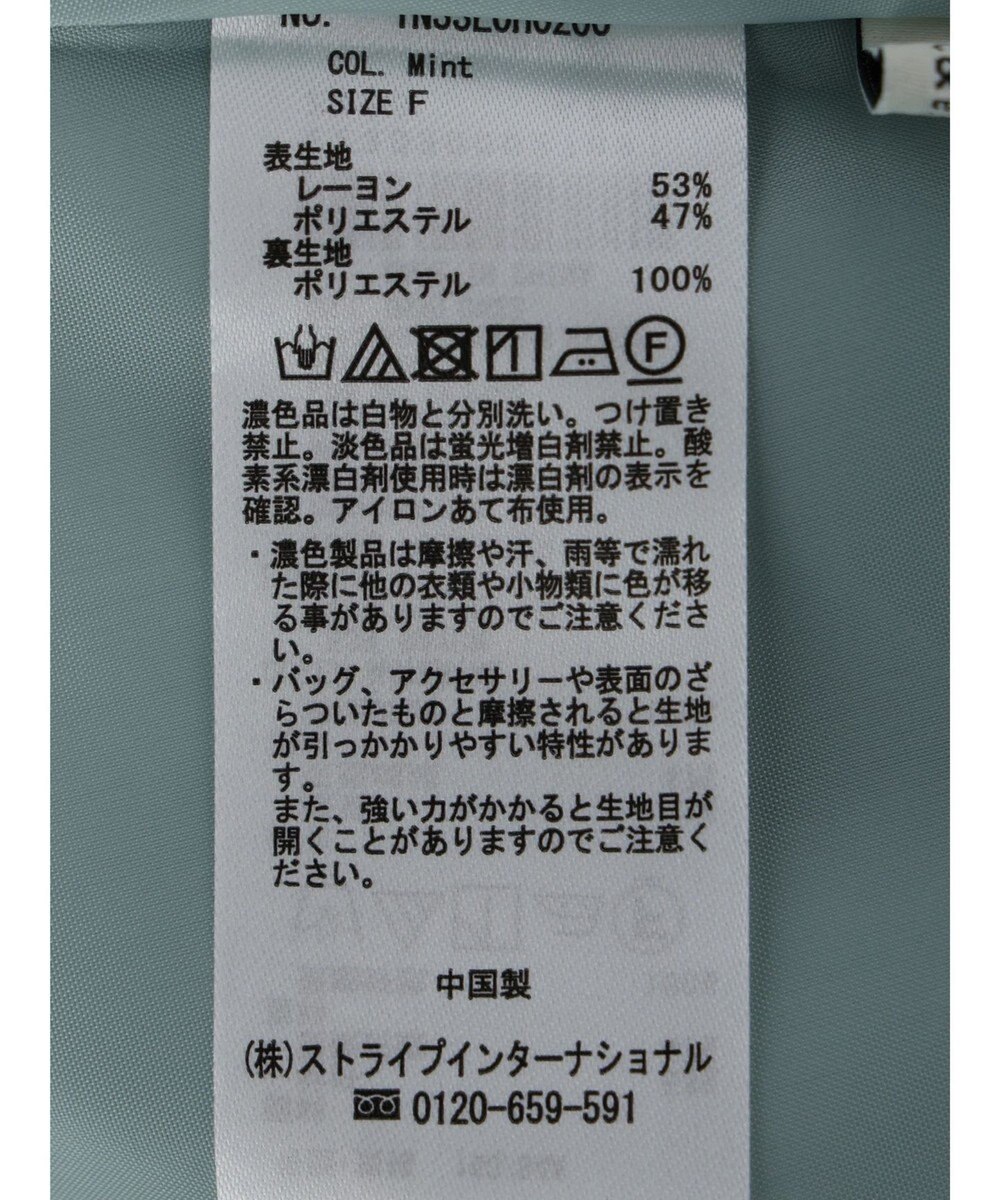 NO.
COL. Mint
SIZE F
表生地
レーヨン 53%
ポリエステル 47%
裏生地
ポリエステル 100%
F
濃色品は白物と分別洗い。つけ置き
禁止。淡色品は蛍光増白剤禁止。酸
素系漂白剤使用時は漂白剤の表示を
確認。アイロンあて布使用。
・濃色製品は摩擦や汗、雨等で濡れ
た際に他の衣類や小物類に色が移
る事がありますのでご注意くださ
い。
・バッグ、アクセサリーや表面のざ
らついたものと摩擦されると生地
が引っかかりやすい特性がありま
す。
また、強い力がかかると生地目が
開くことがありますのでご注意く
ださい。
中国製
(株)ストライプインターナショナル
0120-659-591